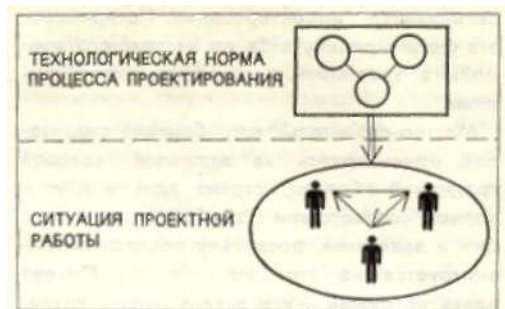 ТЕХНОЛОГИЧЕСКАЯ НОРМА
ПРОЦЕССА ПРОЕКТИРОВАНИЯ
СИТУАЦИЯ ПРОЕКТНОЙ
РАБОТЫ